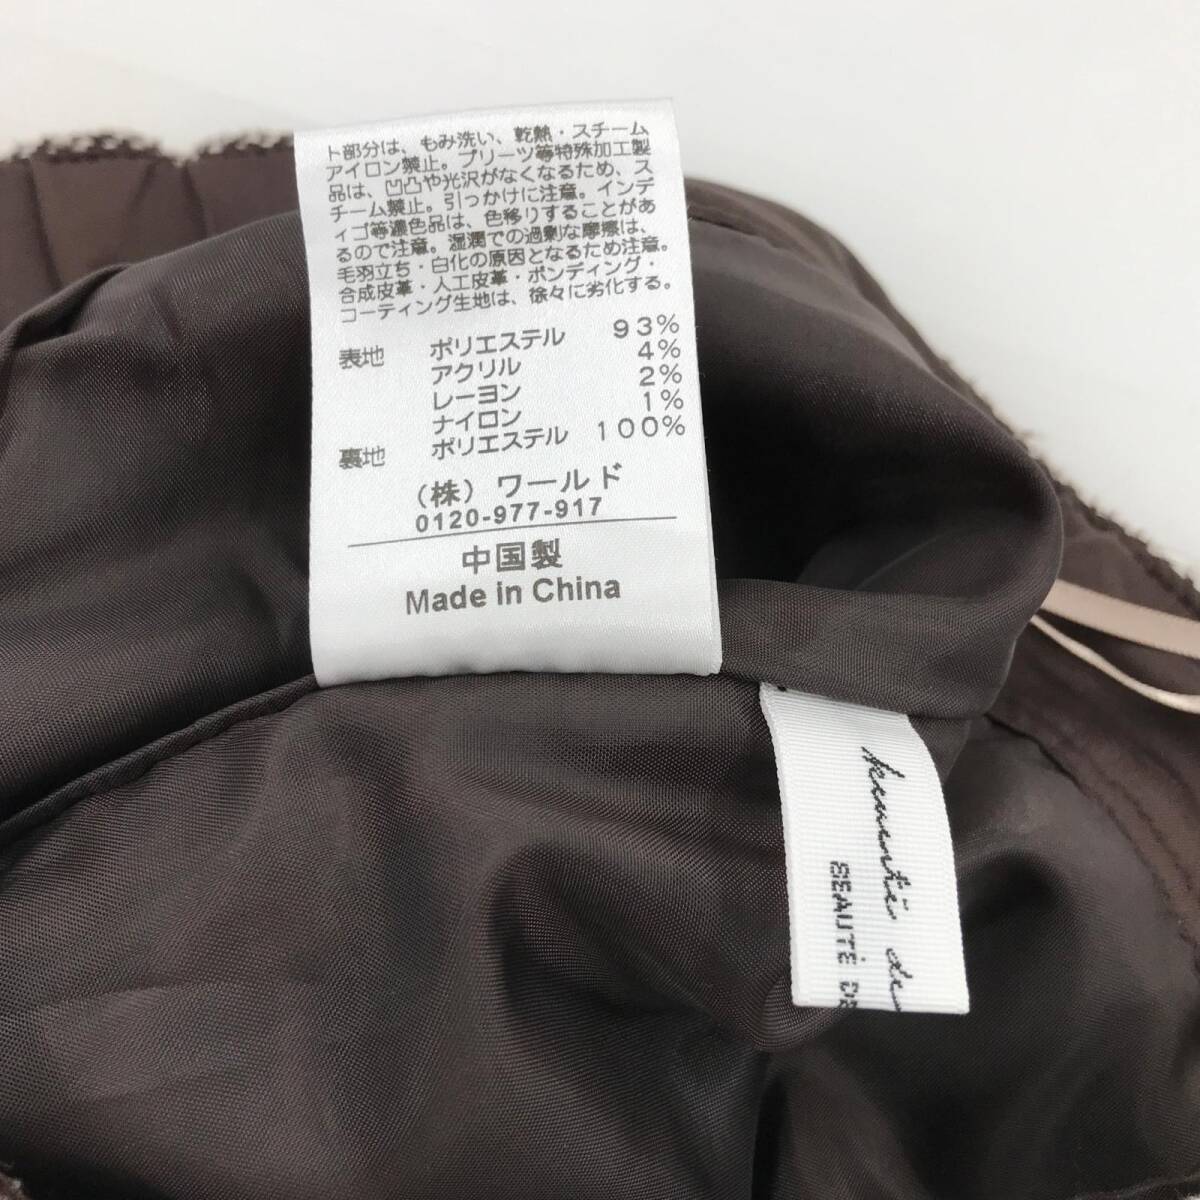 ト部分は、もみ洗い、乾熱・スチーム
アイロン禁止。プリーツ等特殊加工製
品は、凹凸や光沢がなくなるため、ス
チーム禁止。引っかけに注意。インデ
ィゴ等濃色品は、色移りすることがあ
るので注意。湿潤での過剰な摩擦は、
毛羽立ち・白化の原因となるため注意。
合成皮革・人工皮革・ボンディング・
コーティング生地は、徐々に劣化する。
表地 ポリエステル 93%
アクリル 4%
レーヨン 2%
ナイロン 1%
裏地 ポリエステル 100%
（株）ワールド
0120-977-917
中国製
Made in China
de
BEAUTÉ DE